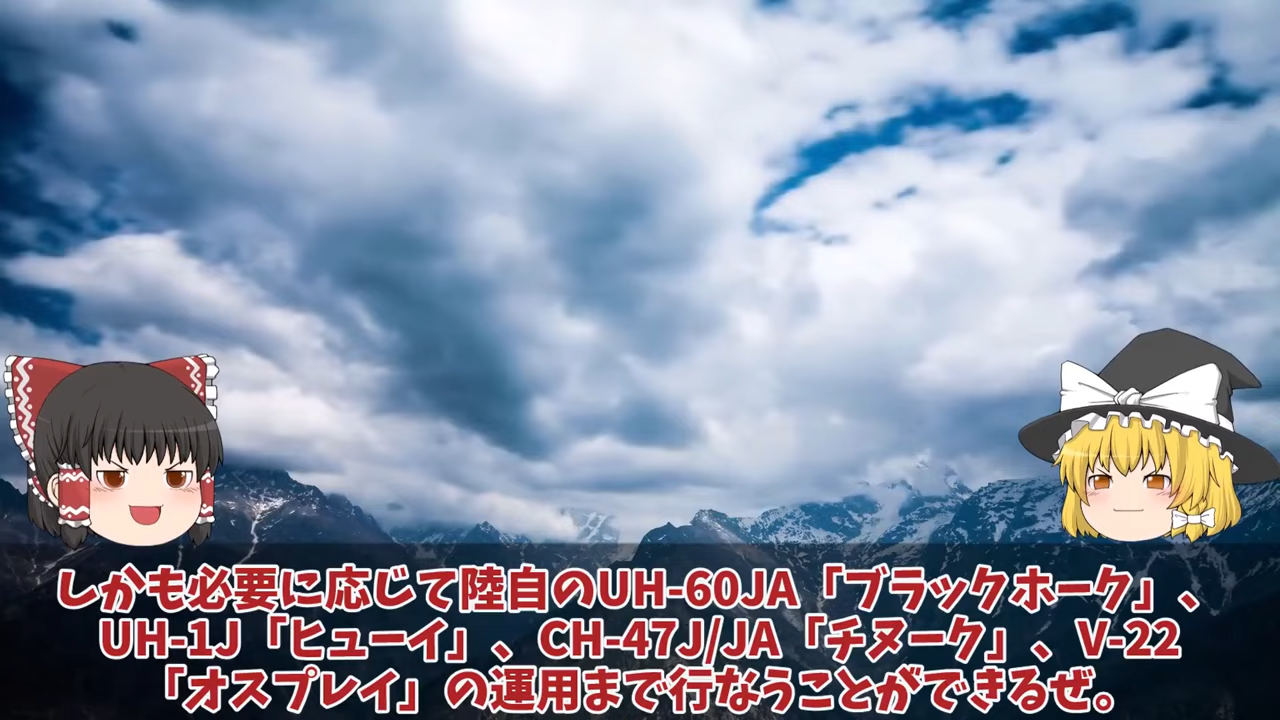 しかも必要に応じて陸自のUH-60JA「ブラックホーク」、
UH-1J「ヒューイ」、CH-47J/JA「チヌーク」、V-22
「オスプレイ」の運用まで行なうことができるぜ。